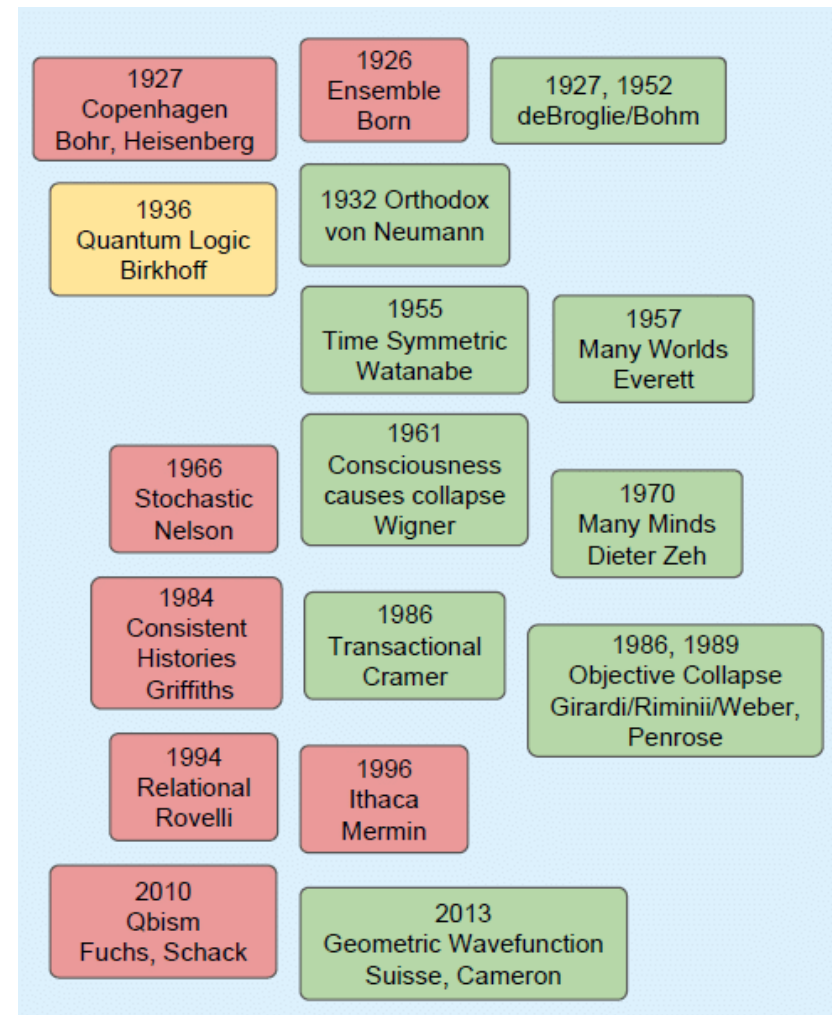 1927
Copenhagen
Bohr, Heisenberg
1926
Ensemble
Born
1927, 1952
deBroglie/Bohm
1936
Quantum Logic
Birkhoff
1932 Orthodox
von Neumann
1955
Time Symmetric
Watanabe
1957
Many Worlds
Everett
1966
Stochastic
Nelson
1961
Consciousness
causes collapse
Wigner
1970
Many Minds
Dieter Zeh
1984
Consistent
Histories
Griffiths
1986
Transactional
Cramer
1986, 1989
Objective Collapse
Girardi/Riminii/Weber,
Penrose
1994
Relational
Rovelli
1996
Ithaca
Mermin
2010
Qbism
Fuchs, Schack
2013
Geometric Wavefunction
Suisse, Cameron